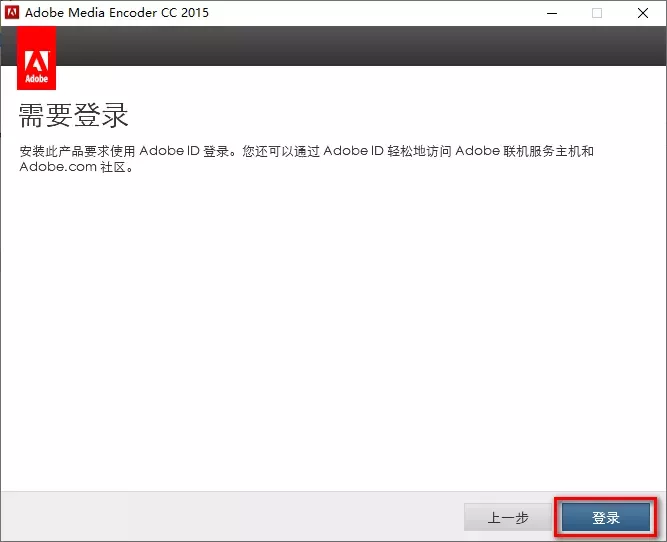 Adobe Media Encoder CC 2015
Adobe
需要登录
安装此产品要求使用 Adobe ID 登录。您还可以通过 Adobe ID 轻松地访问 Adobe 联机服务主机和
Adobe.com 社区。
上一步
登录